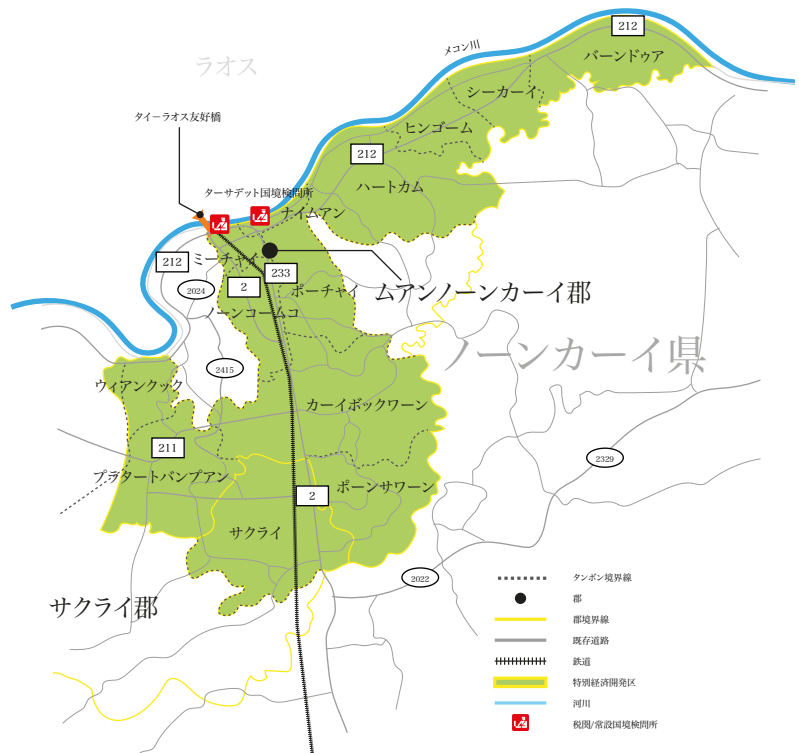 212
メコン川
バーンドゥア
ラオス
シーカーイ
タイーラオス友好橋
ヒンゴーム
212
ハートカム
ターサデット国境検問所
ナイムアン
ミーチャイ
212
233
2
2024
ポーチャイ
ムアンノーンカーイ郡
ノーンコームコ
ノーンカーイ県
2415
ウィアンクック
カーイボックワーン
211
2329
プラタートバンプアン
ポーンサワーン
2
サクライ
2022
サクライ郡
タンボン境界線
郡
郡境界線
既存道路
鉄道
特別経済開発区
河川
税関/常設国境検問所